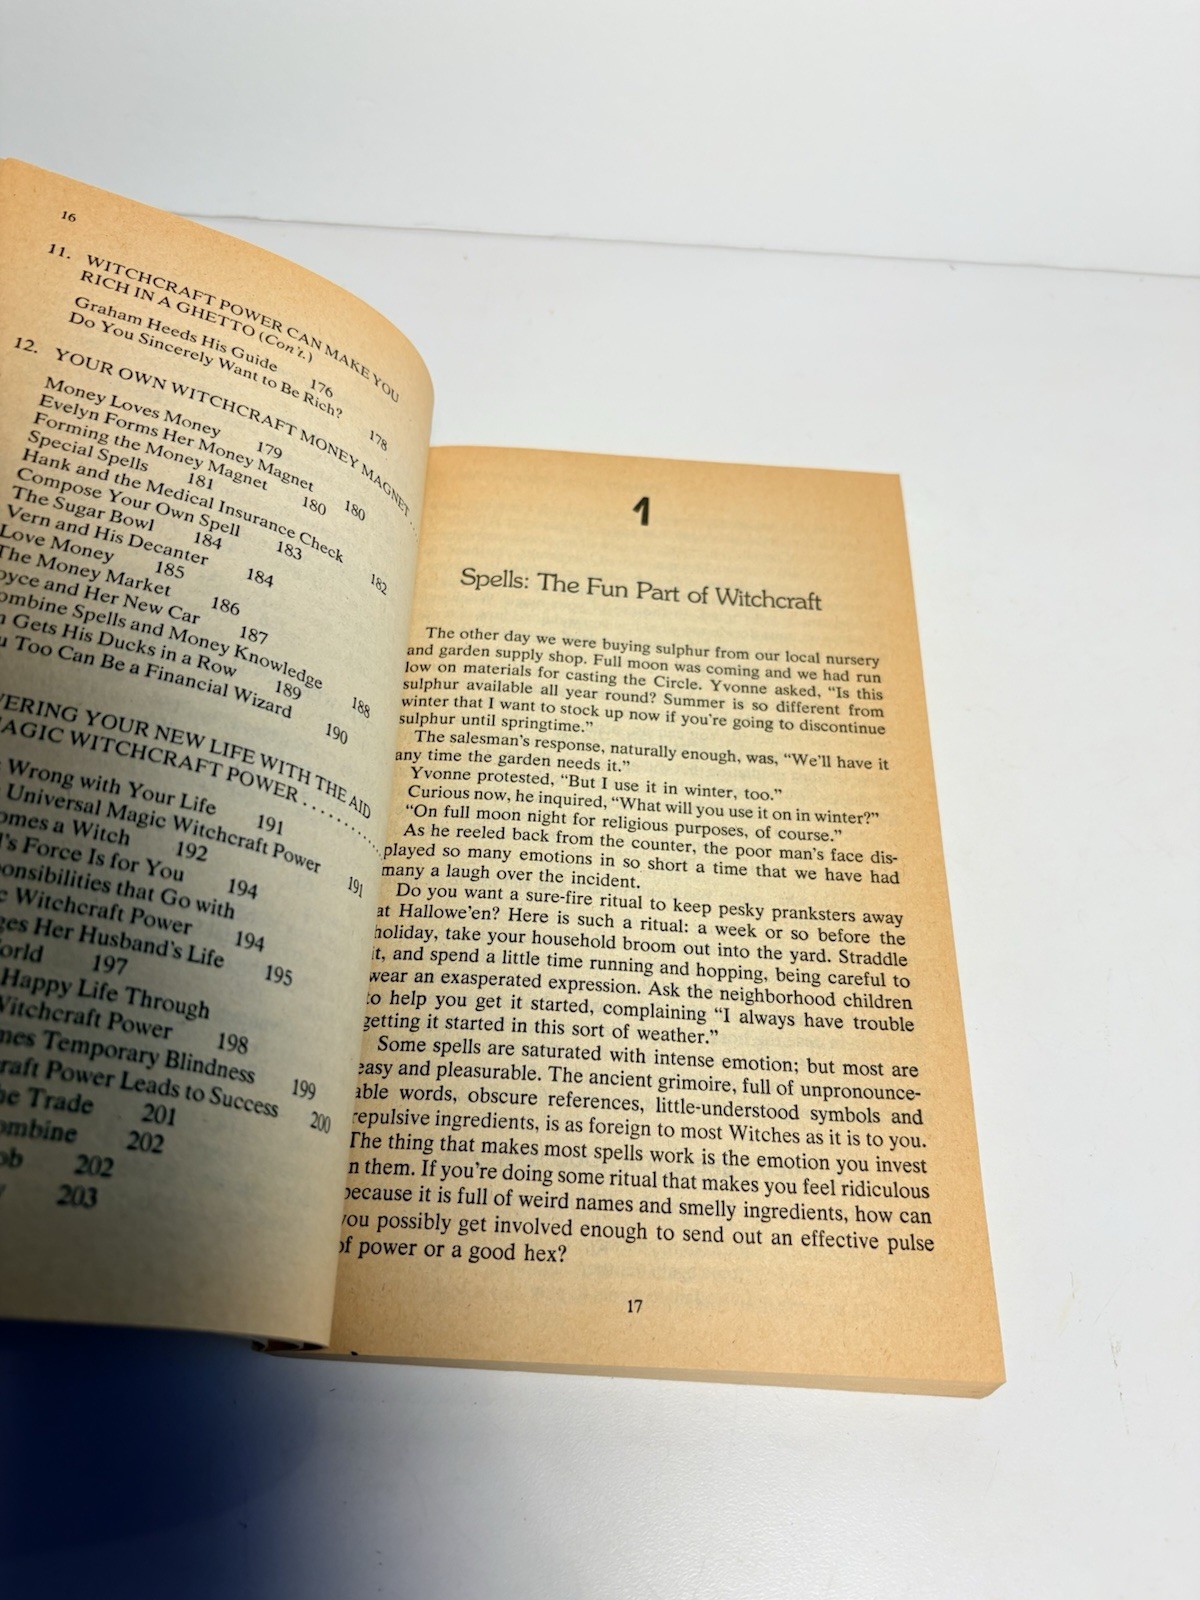 16
11. WITCHCRAFT POWER CAN MAKE YOU
RICH IN A GHETTO (Con't.)
Graham Heeds His Guide 176
Do You Sincerely Want to Be Rich? 178
12. YOUR OWN WITCHCRAFT MONEY MAGNET ...
Money Loves Money 179
Evelyn Forms Her Money Magnet 180
Forming the Money Magnet 180
Special Spells 181
Hank and the Medical Insurance Check 182
Compose Your Own Spell 183
The Sugar Bowl 184
Vern and His Decanter 184
Love Money 185
The Money Market 186
oyce and Her New Car 187
ombine Spells and Money Knowledge 188
n Gets His Ducks in a Row 189
u Too Can Be a Financial Wizard 190
VERING YOUR NEW LIFE WITH THE AID
AGIC WITCHCRAFT POWER ..........
Wrong with Your Life 191
Universal Magic Witchcraft Power 191
omes a Witch 192
l's Force Is for You 194
onsibilities that Go with
c Witchcraft Power 194
ges Her Husband's Life 195
orld 197
Happy Life Through
Witchcraft Power 198
mes Temporary Blindness 199
raft Power Leads to Success 200
he Trade 201
ombine 202
ob 202
203
1
Spells: The Fun Part of Witchcraft
The other day we were buying sulphur from our local nursery
and garden supply shop. Full moon was coming and we had run
low on materials for casting the Circle. Yvonne asked, "Is this
sulphur available all year round? Summer is so different from
winter that I want to stock up now if you're going to discontinue
sulphur until springtime."
The salesman's response, naturally enough, was, "We'll have it
any time the garden needs it."
Yvonne protested, "But I use it in winter, too."
Curious now, he inquired, "What will you use it on in winter?"
"On full moon night for religious purposes, of course."
As he reeled back from the counter, the poor man's face dis-
played so many emotions in so short a time that we have had
many a laugh over the incident.
Do you want a sure-fire ritual to keep pesky pranksters away
at Hallowe'en? Here is such a ritual: a week or so before the
holiday, take your household broom out into the yard. Straddle
it, and spend a little time running and hopping, being careful to
wear an exasperated expression. Ask the neighborhood children
to help you get it started, complaining "I always have trouble
getting it started in this sort of weather."
Some spells are saturated with intense emotion; but most are
easy and pleasurable. The ancient grimoire, full of unpronounce-
able words, obscure references, little-understood symbols and
repulsive ingredients, is as foreign to most Witches as it is to you.
The thing that makes most spells work is the emotion you invest
in them. If you're doing some ritual that makes you feel ridiculous
because it is full of weird names and smelly ingredients, how can
you possibly get involved enough to send out an effective pulse
of power or a good hex?
17